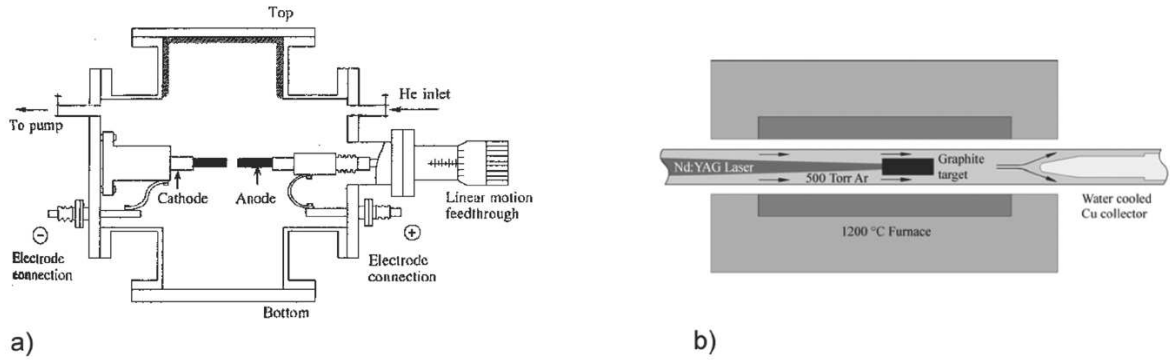 Top
He inlet
To pump
Cathode
Anode
Linear motion
feedthrough
⊖
Electrode
connection
⊕
Electrode
connection
Bottom
a)
Nd:YAG Laser
500 Torr Ar
Graphite
target
Water cooled
Cu collector
1200 °C Furnace
b)